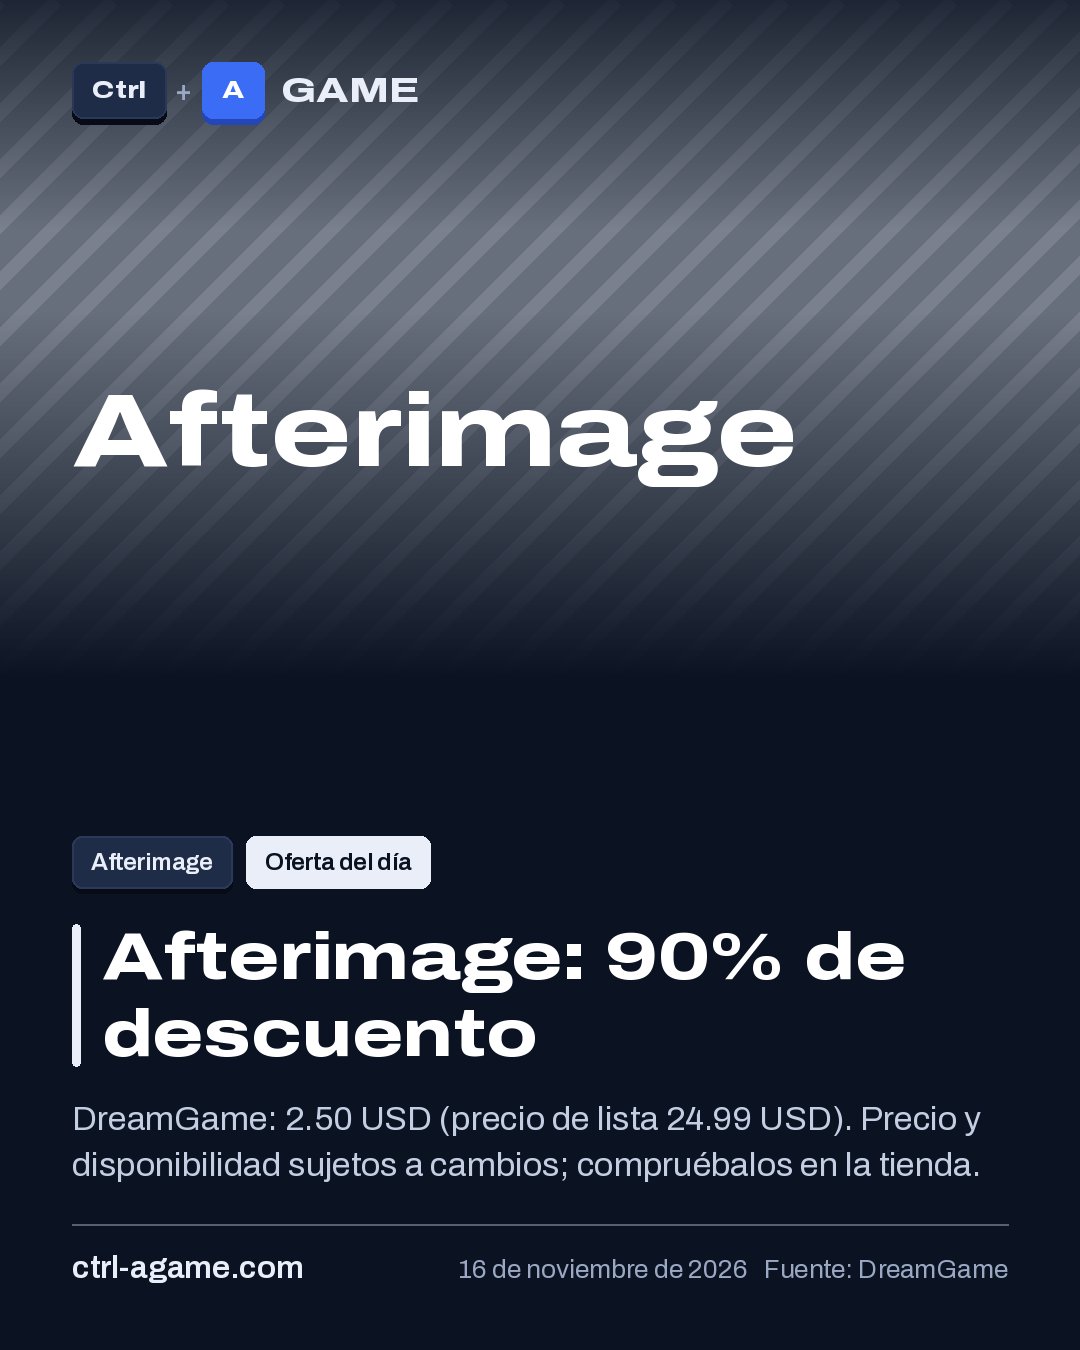 Ctrl + A GAME
Afterimage
Afterimage Oferta del día
Afterimage: 90% de
descuento
DreamGame: 2.50 USD (precio de lista 24.99 USD). Precio y
disponibilidad sujetos a cambios; compruébalos en la tienda.
ctrl-agame.com 16 de noviembre de 2026 Fuente: DreamGame